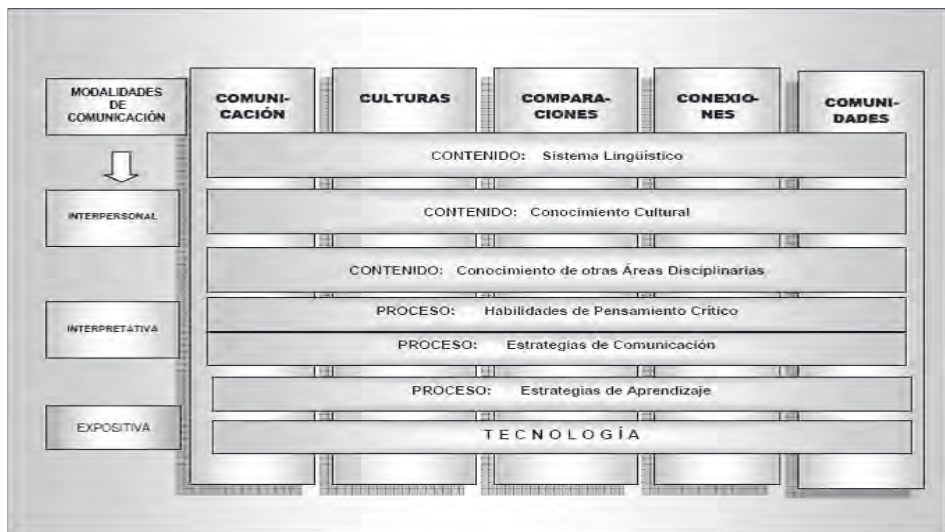 MODALIDADES
DE
COMUNICACIÓN
COMUNI-
CACIÓN
CULTURAS
COMPARA-
CIONES
CONEXIO-
NES
COMUNI-
DADES
CONTENIDO: Sistema Lingüístico
INTERPERSONAL
CONTENIDO: Conocimiento Cultural
CONTENIDO: Conocimiento de otras Áreas Disciplinarias
PROCESO: Habilidades de Pensamiento Crítico
INTERPRETATIVA
PROCESO: Estrategias de Comunicación
PROCESO: Estrategias de Aprendizaje
EXPOSITIVA
TECNOLOGÍA